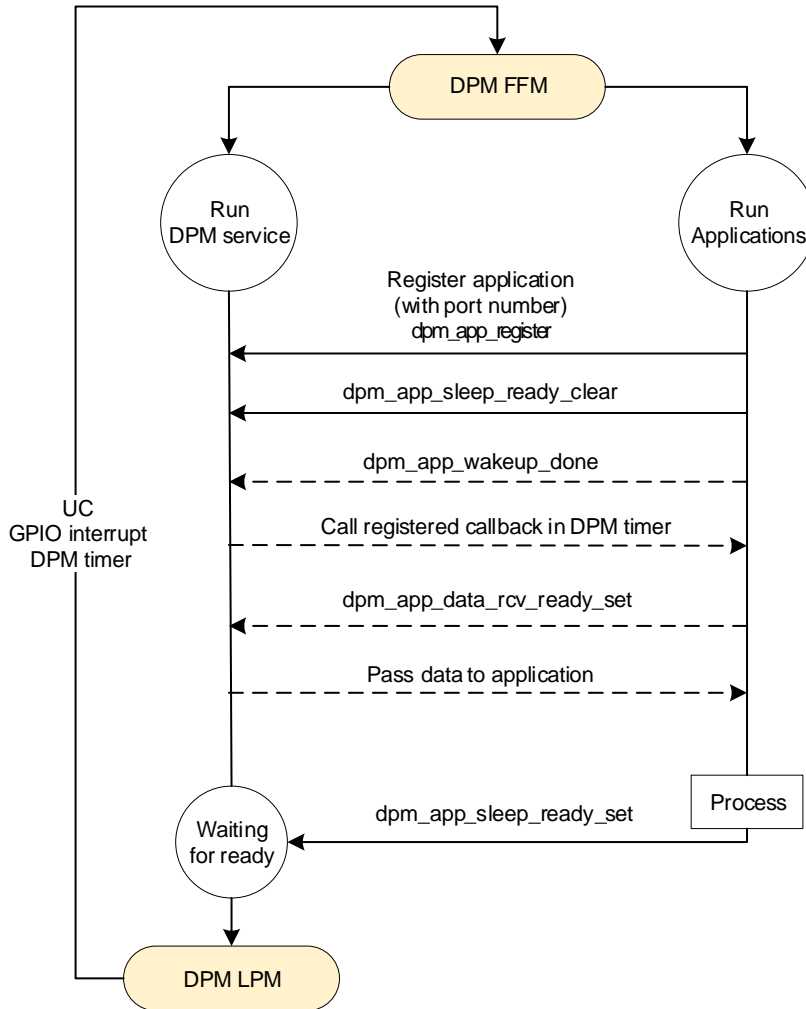 DPM FFM
Run
DPM service
Run
Applications
Register application
(with port number)
dpm_app_register
dpm_app_sleep_ready_clear
dpm_app_wakeup_done
UC
GPIO interrupt
DPM timer
Call registered callback in DPM timer
dpm_app_data_rcv_ready_set
Pass data to application
Process
dpm_app_sleep_ready_set
Waiting
for ready
DPM LPM